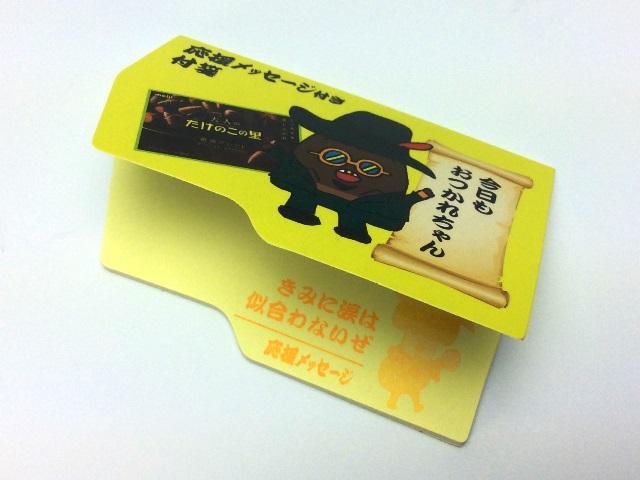 応援メッセージ付き
付箋
meiji
大人の
たけのこの里
今日も
おつかれちゃん
きみに涙は
似合わないぜ
応援メッセージ